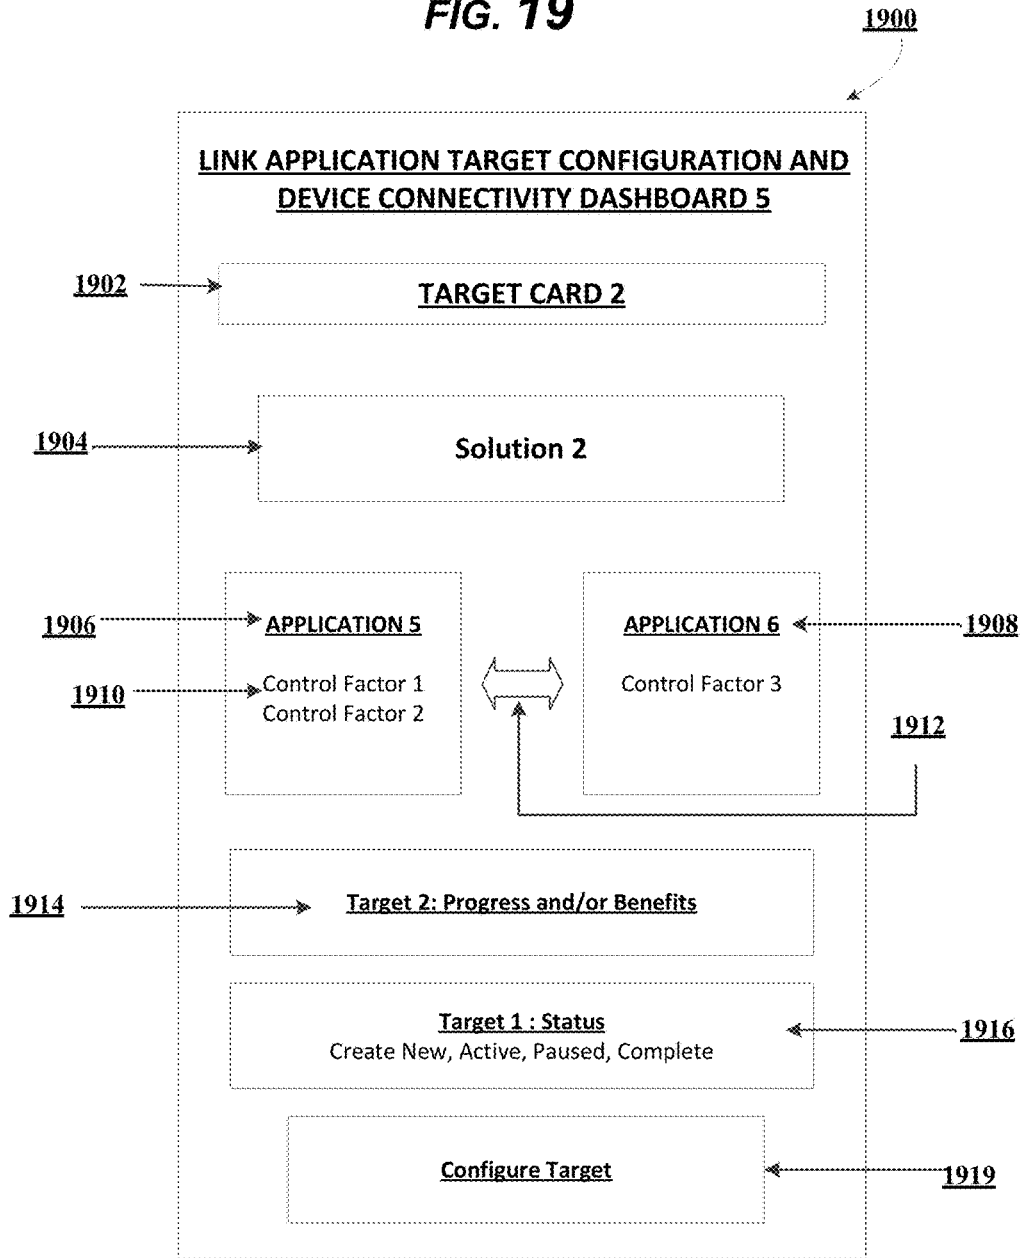 FIG. 19
1900
LINK APPLICATION TARGET CONFIGURATION AND
DEVICE CONNECTIVITY DASHBOARD 5
1902
TARGET CARD 2
1904
Solution 2
1906
APPLICATION 5
APPLICATION 6
1908
1910
Control Factor 1
Control Factor 2
Control Factor 3
1912
1914
Target 2: Progress and/or Benefits
Target 1 : Status
Create New, Active, Paused, Complete
1916
Configure Target
1919